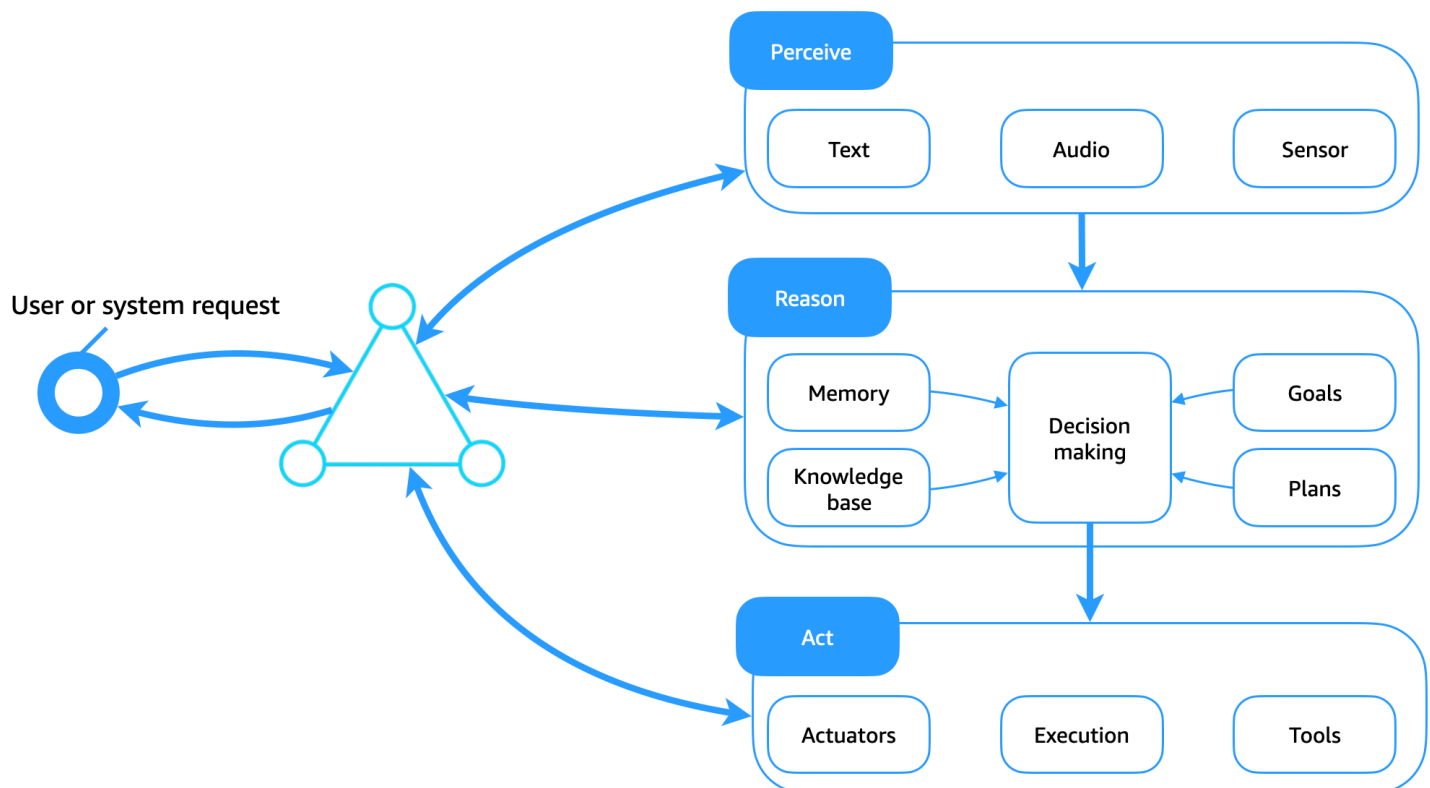 Perceive
Text
Audio
Sensor
User or system request
Reason
Memory
Knowledge
base
Decision
making
Goals
Plans
Act
Actuators
Execution
Tools